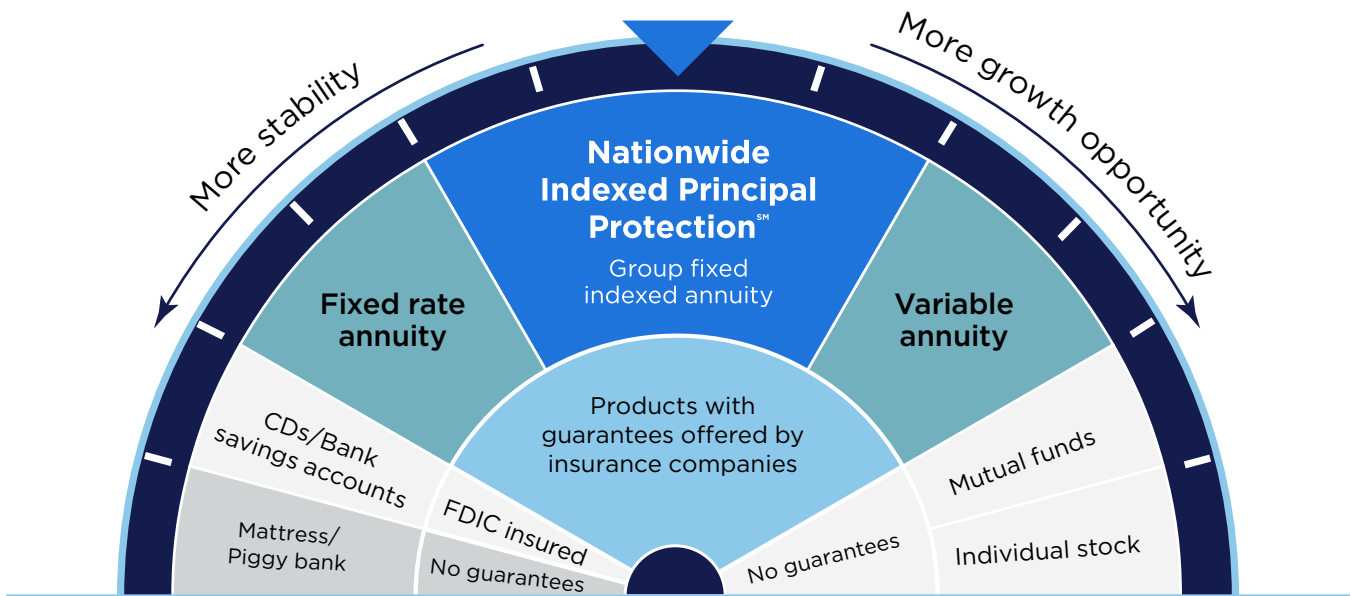 More stability
More growth opportunity
Nationwide
Indexed Principal
Protection℠
Group fixed
indexed annuity
Fixed rate
annuity
Variable
annuity
Products with
guarantees offered by
insurance companies
CDs/Bank
savings accounts
FDIC insured
Mattress/
Piggy bank
No guarantees
Mutual funds
Individual stock
No guarantees